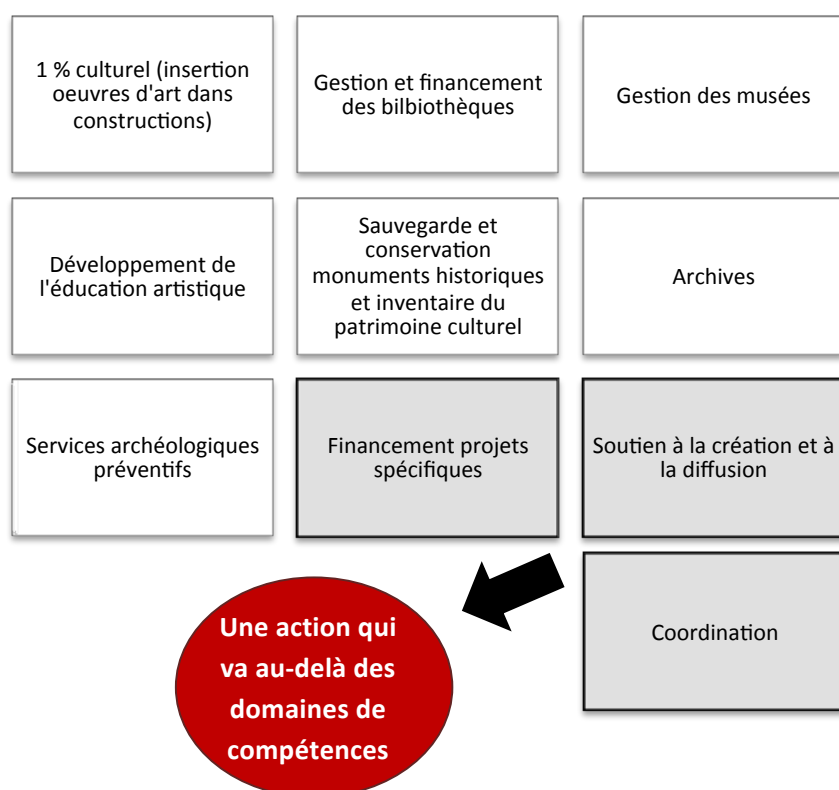 1 % culturel (insertion
oeuvres d'art dans
constructions)
Gestion et financement
des bilbiothèques
Gestion des musées
Développement de
l'éducation artistique
Sauvegarde et
conservation
monuments historiques
et inventaire du
patrimoine culturel
Archives
Services archéologiques
préventifs
Financement projets
spécifiques
Soutien à la création et à
la diffusion
Coordination
Une action qui
va au-delà des
domaines de
compétences